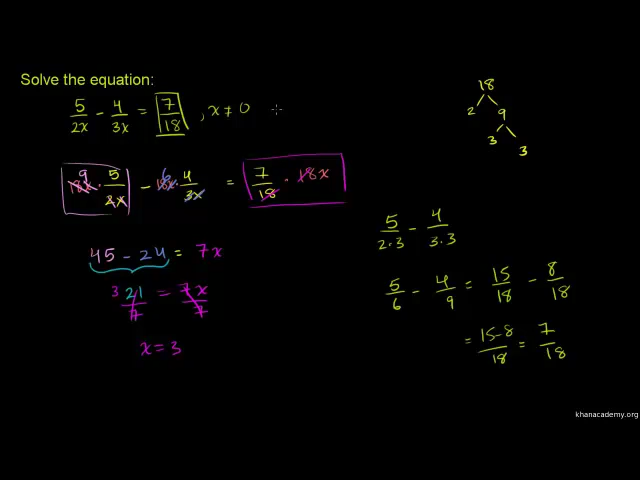 Solve the equation:
5/2x - 4/3x = 7/18 , x ≠ 0
18
2 9
3 3
9 18x · 5/2x - 6 18x · 4/3x = 7/18 · 18x
45 - 24 = 7x
3 21/7 = 7x/7
x = 3
5/2·3 - 4/3·3
5/6 - 4/9 = 15/18 - 8/18
= 15-8/18 = 7/18
khanacademy.org